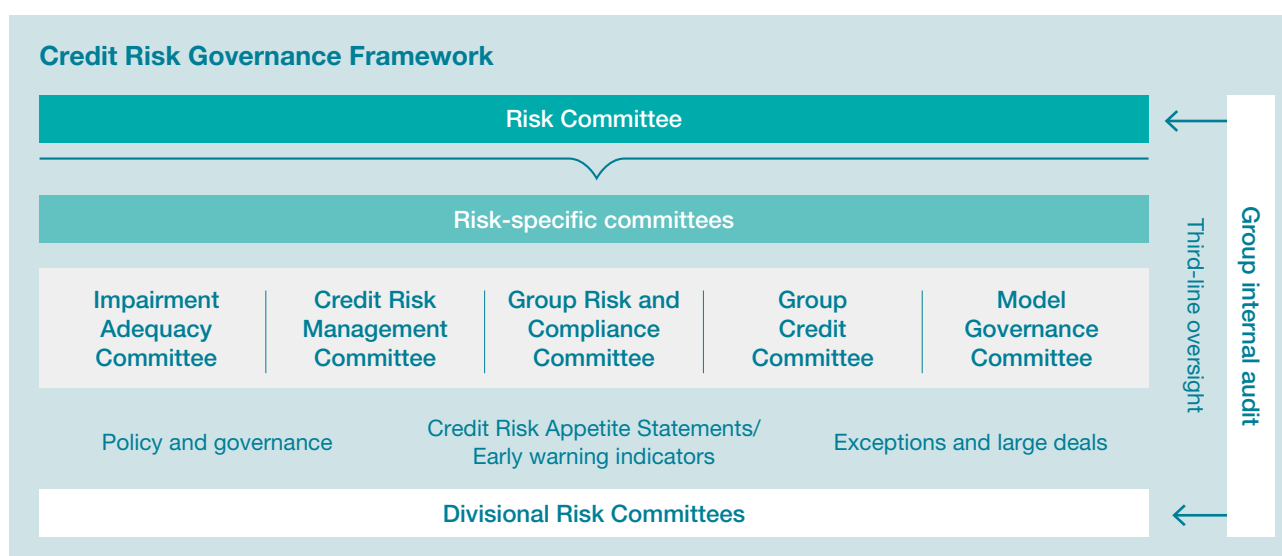 Credit Risk Governance Framework
Risk Committee
Risk-specific committees
Impairment
Adequacy
Committee
Credit Risk
Management
Committee
Group Risk and
Compliance
Committee
Group
Credit
Committee
Model
Governance
Committee
Policy and governance
Credit Risk Appetite Statements/
Early warning indicators
Exceptions and large deals
Divisional Risk Committees
Third-line oversight
Group internal audit